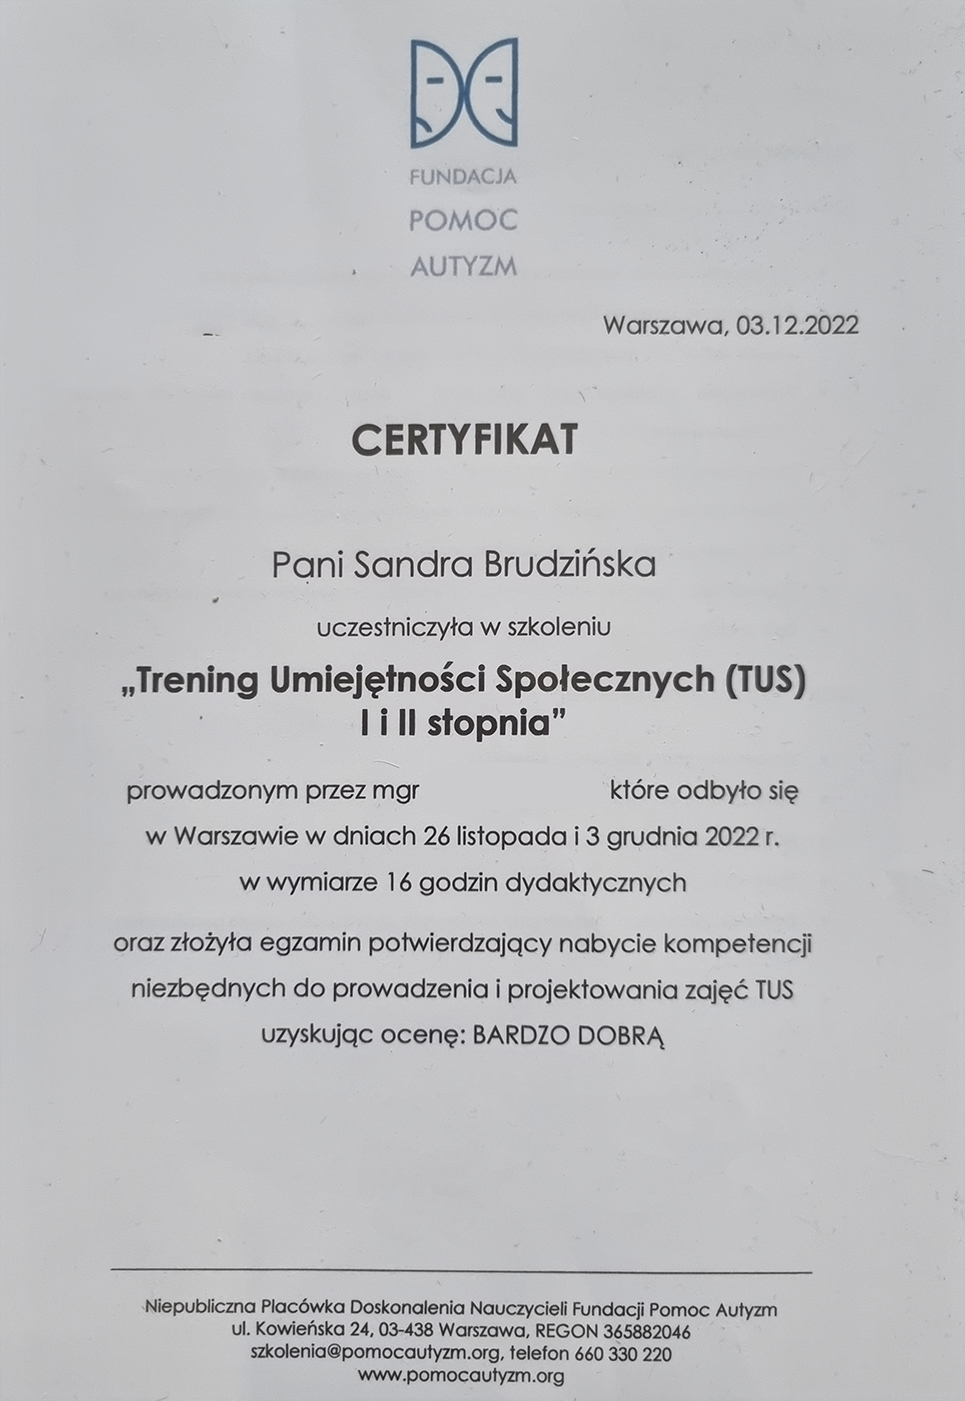 FUNDACJA
POMOC
AUTYZM
Warszawa, 03.12.2022
CERTYFIKAT
Pani Sandra Brudzińska
uczestniczyła w szkoleniu
„Trening Umiejętności Społecznych (TUS)
I i II stopnia”
prowadzonym przez mgr które odbyło się
w Warszawie w dniach 26 listopada i 3 grudnia 2022 r.
w wymiarze 16 godzin dydaktycznych
oraz złożyła egzamin potwierdzający nabycie kompetencji
niezbędnych do prowadzenia i projektowania zajęć TUS
uzyskując ocenę: BARDZO DOBRĄ
Niepubliczna Placówka Doskonalenia Nauczycieli Fundacji Pomoc Autyzm
ul. Kowieńska 24, 03-438 Warszawa, REGON 365882046
szkolenia@pomocautyzm.org, telefon 660 330 220
www.pomocautyzm.org